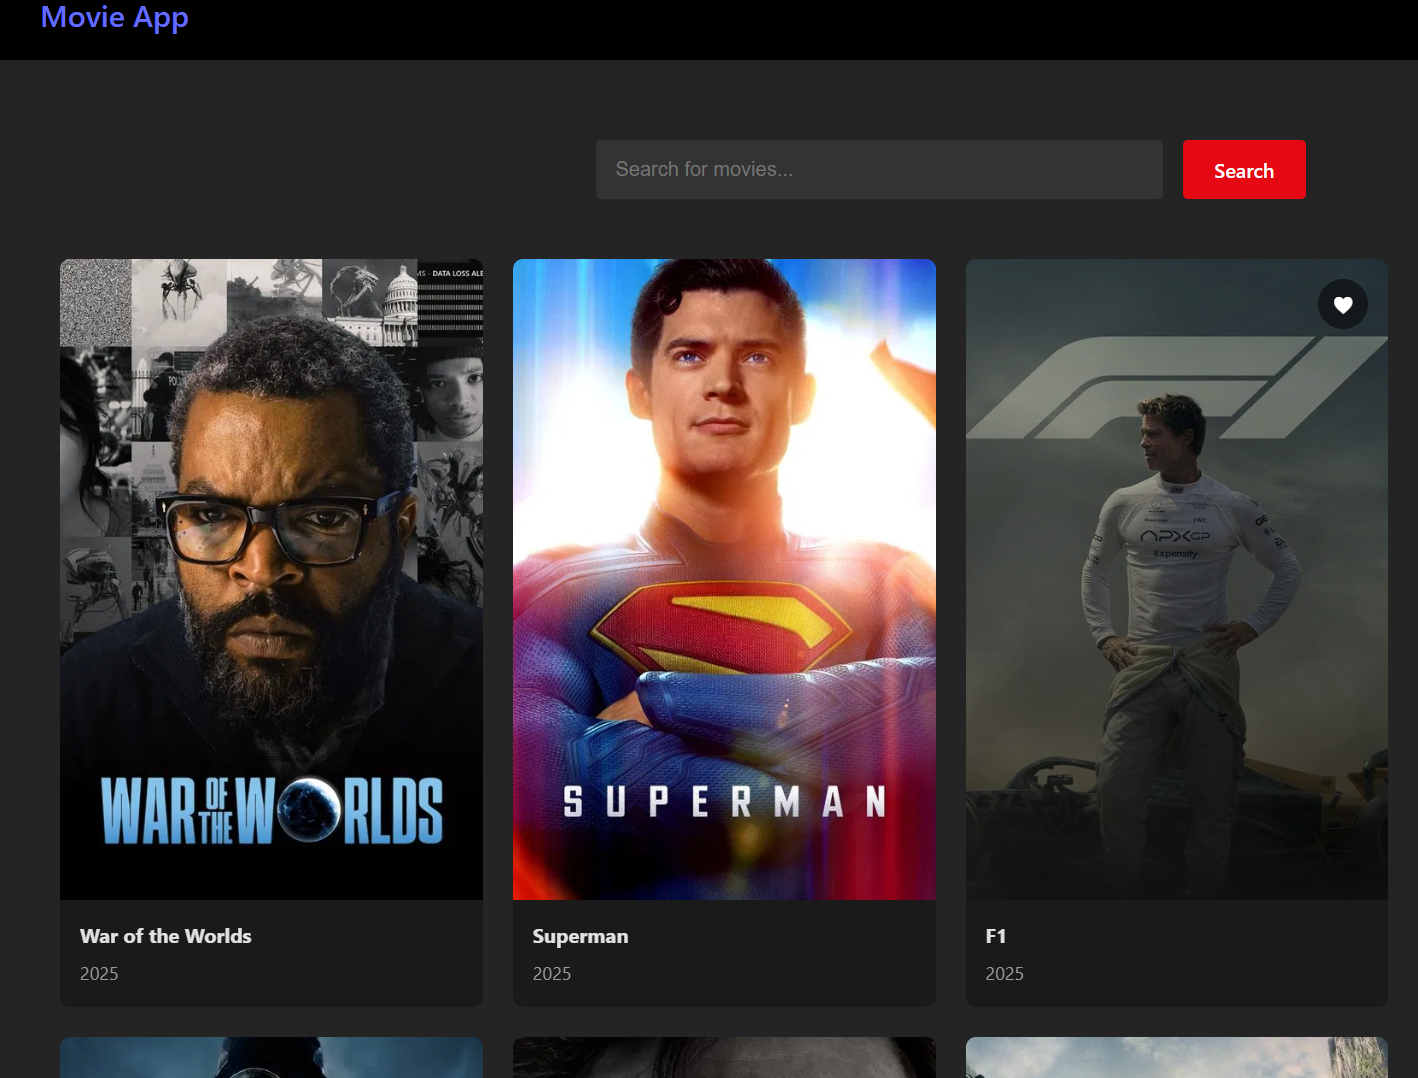 Movie App
Search for movies...
Search
MS - DATA LOSS ALE
WAR OF THE WORLDS
SUPERMAN
F1
APXGP
Expensify
IWC
War of the Worlds
Superman
F1
2025
2025
2025